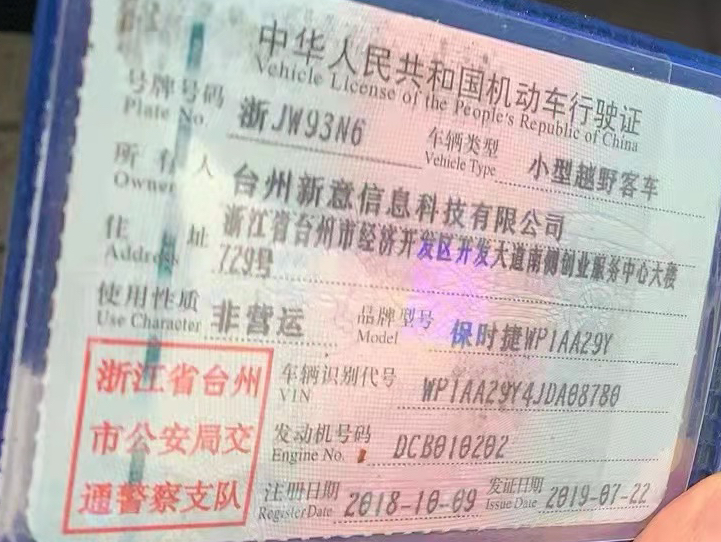 中华人民共和国机动车行驶证
Vehicle License of the People's Republic of China
号牌号码 浙JW93N6 车辆类型 小型越野客车
Plate No. Vehicle Type
所有人 台州新意信息科技有限公司
Owner
住址 浙江省台州市经济开发区开发大道南侧创业服务中心大楼
Address 729号
使用性质 非营运 品牌型号 保时捷WP1AA29Y
Use Character Model
浙江省台州
市公安局交
通警察支队
车辆识别代号 WP1AA29Y4JDA08780
VIN
发动机号码 DCB010202
Engine No.
注册日期 2018-10-09 发证日期 2019-07-22
Register Date Issue Date